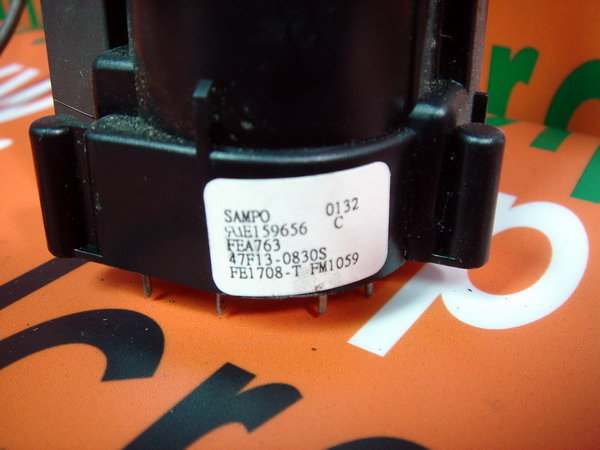 SAMPO 0132
E159656 C
FEA763
47F13-0830S
FE1708-T FM1059